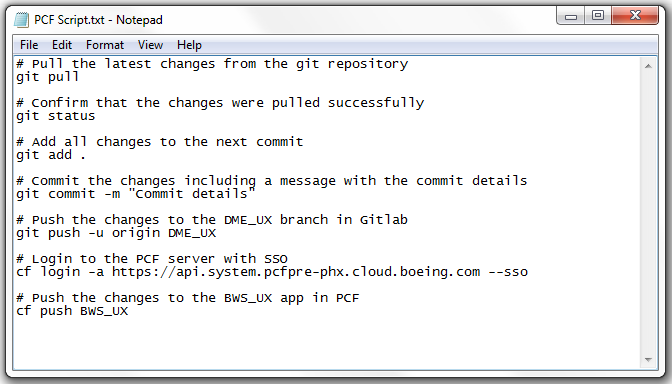 PCF Script.txt - Notepad
File Edit Format View Help
# Pull the latest changes from the git repository
git pull
# Confirm that the changes were pulled successfully
git status
# Add all changes to the next commit
git add .
# Commit the changes including a message with the commit details
git commit -m "Commit details"
# Push the changes to the DME_UX branch in Gitlab
git push -u origin DME_UX
# Login to the PCF server with SSO
cf login -a https://api.system.pcfpre-phx.cloud.boeing.com --sso
# Push the changes to the BWS_UX app in PCF
cf push BWS_UX